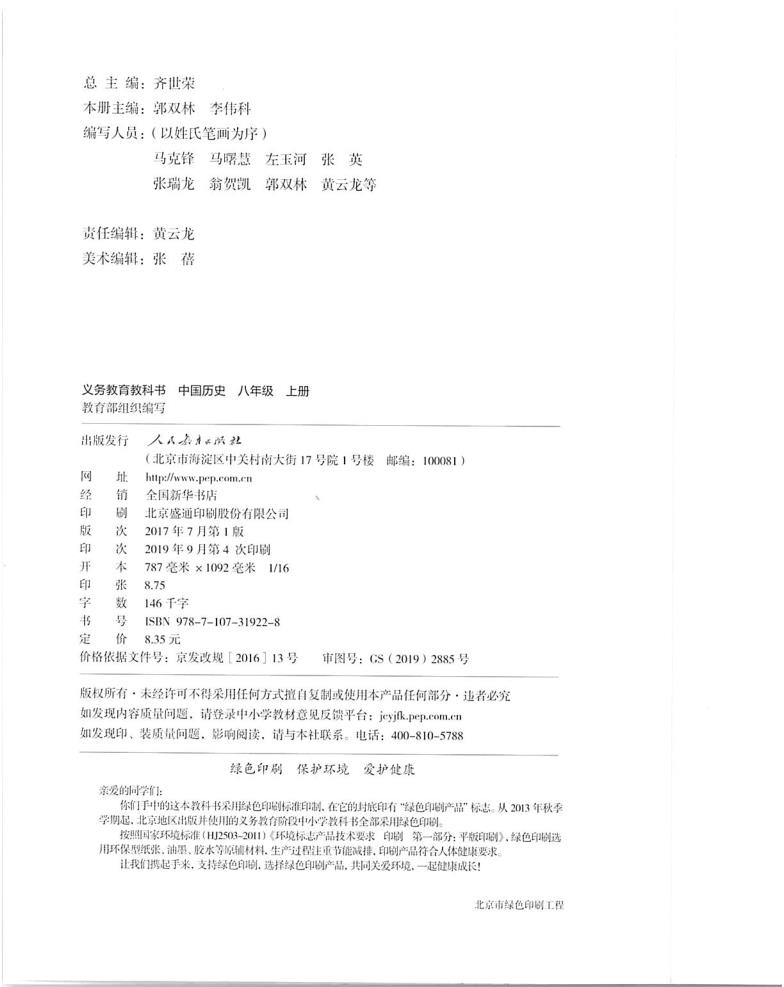 总 主 编：齐世荣
本册主编：郭双林 李伟科
编写人员：（以姓氏笔画为序）
马克锋 马曙慧 左玉河 张 英
张瑞龙 翁贺凯 郭双林 黄云龙等
责任编辑：黄云龙
美术编辑：张 蓓
义务教育教科书 中国历史 八年级 上册
教育部组织编写
出版发行 人民教育出版社
（北京市海淀区中关村南大街 17 号院 1 号楼 邮编：100081）
网 址 http://www.pep.com.cn
经 销 全国新华书店
印 刷 北京盛通印刷股份有限公司
版 次 2017 年 7 月第 1 版
印 次 2019 年 9 月第 4 次印刷
开 本 787 毫米 ×1092 毫米 1/16
印 张 8.75
字 数 146 千字
书 号 ISBN 978-7-107-31922-8
定 价 8.35 元
价格依据文件号：京发改规［2016］13 号 审图号：GS（2019）2885 号
版权所有·未经许可不得采用任何方式擅自复制或使用本产品任何部分·违者必究
如发现内容质量问题，请登录中小学教材意见反馈平台：jcyjfk.pep.com.cn
如发现印、装质量问题，影响阅读，请与本社联系。电话：400-810-5788
绿色印刷 保护环境 爱护健康
亲爱的同学们：
你们手中的这本教科书采用绿色印刷标准印制，在它的封底印有“绿色印刷产品”标志。从 2013 年秋季
学期起，北京地区出版并使用的义务教育阶段中小学教科书全部采用绿色印刷。
按照国家环境标准（HJ2503-2011）《环境标志产品技术要求 印刷 第一部分：平版印刷》，绿色印刷选
用环保型纸张、油墨、胶水等原辅材料，生产过程注重节能减排，印刷产品符合人体健康要求。
让我们携起手来，支持绿色印刷，选择绿色印刷产品，共同关爱环境，一起健康成长！
北京市绿色印刷工程